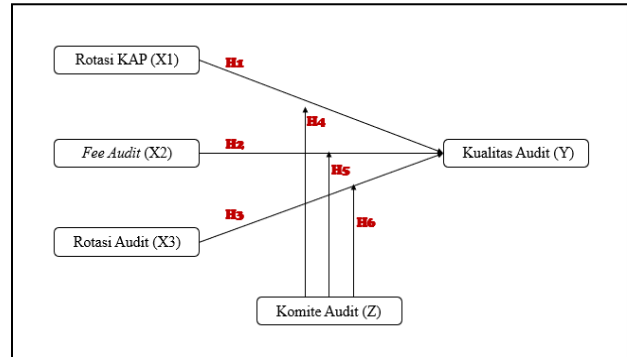 Rotasi KAP (X1)
H1
H4
Fee Audit (X2)
H2
Kualitas Audit (Y)
H5
H3
Rotasi Audit (X3)
H6
Komite Audit (Z)